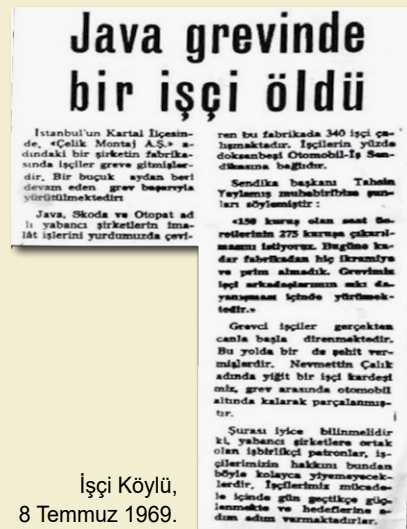 Java grevinde
bir işçi öldü
İstanbul'un Kartal İlçesin-
de, «Çelik Montaj A.Ş.» a-
dındaki bir şirketin fabrika-
sında işçiler greve gitmişler-
dir. Bir buçuk aydan beri
devam eden grev başarıyla
yürütülmektedir:
Java, Skoda ve Otopat ad
lı yabancı şirketlerin ima-
lât işlerini yurdumuzda çevi-
ren bu fabrikada 340 işçi ça-
lışmaktadır. İşçilerin yüzde
doksanbeşi Otomobil-İş Sen-
dikasına bağlıdır.
Sendika başkanı Tahsin
Yaylamış muhabirimize şun-
ları söylemiştir :
«150 kuruş olan saat üc-
retlerinin 275 kuruşa çıkarıl-
masını istiyoruz. Bugüne ka-
dar fabrikadan hiç ikramiye
ve prim almadık. Grevimiz
işçi arkadaşlarımın sıkı da-
yanışması içinde yürümek-
tedir.»
Grevci işçiler gerçekten
canla başla direnmektedir.
Bu yolda bir de şehit ver-
mişlerdir. Nevmettin Çalık
adında yiğit bir işçi kardeşi
miz, grev arasında otomobil
altında kalarak parçalanmış-
tır.
Şurası iyice bilinmelidir
ki, yabancı şirketlere ortak
olan işbirlikçi patronlar, iş-
çilerimizin hakkını bundan
böyle kolayca yiyemeyecek-
lerdir. İşçilerimiz mücade-
le içinde gün geçtikçe güç-
lenmekte ve hedeflerine a-
dım adım varmaktadırlar.
İşçi Köylü,
8 Temmuz 1969.